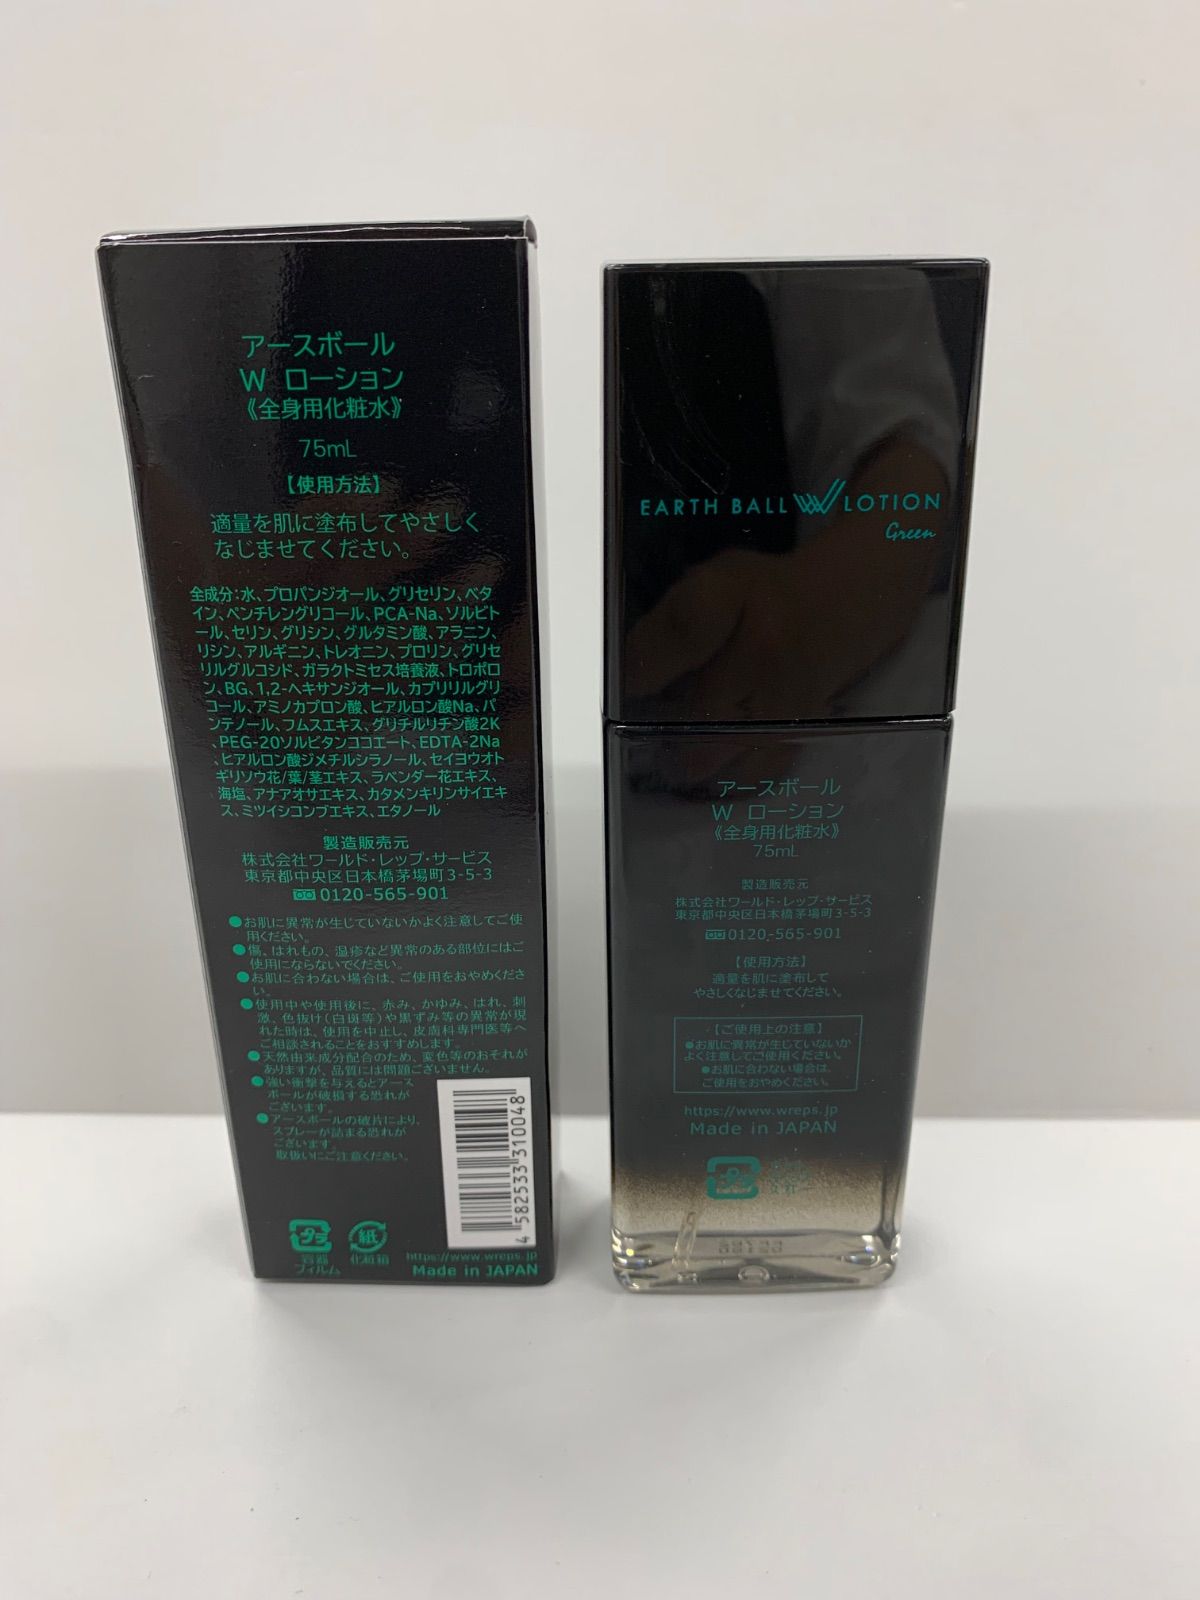 アースボール
W ローション
《全身用化粧水》
75mL
【使用方法】
適量を肌に塗布してやさしく
なじませてください。
全成分:水、プロパンジオール、グリセリン、ベタ
イン、ペンチレングリコール、PCA-Na、ソルビト
ール、セリン、グリシン、グルタミン酸、アラニン、
リシン、アルギニン、トレオニン、プロリン、グリセ
リルグルコシド、ガラクトミセス培養液、トロポロ
ン、BG、1,2-ヘキサンジオール、カプリリルグリ
コール、アミノカプロン酸、ヒアルロン酸Na、パ
ンテノール、フムスエキス、グリチルリチン酸2K
、PEG-20ソルビタンココエート、EDTA-2Na
、ヒアルロン酸ジメチルシラノール、セイヨウオト
ギリソウ花/葉/茎エキス、ラベンダー花エキス、
海塩、アナアオサエキス、カタメンキリンサイエキ
ス、ミツイシコンブエキス、エタノール
製造販売元
株式会社ワールド・レップ・サービス
東京都中央区日本橋茅場町3-5-3
0120-565-901
●お肌に異常が生じていないかよく注意してご使
用ください。
●傷、はれもの、湿疹など異常のある部位にはご
使用にならないでください。
●お肌に合わない場合は、ご使用をおやめくださ
い。
●使用中や使用後に、赤み、かゆみ、はれ、刺
激、色抜け(白斑等)や黒ずみ等の異常が現
れた時は、使用を中止し、皮膚科専門医等へ
ご相談されることをおすすめします。
●天然由来成分配合のため、変色等のおそれが
ありますが、品質には問題ございません。
●強い衝撃を与えるとアース
ボールが破損する恐れが
ございます。
●アースボールの破片により、
スプレーが詰まる恐れが
ございます。
取扱いにご注意ください。
4 582533 310048
プラ
容器
フィルム
紙
化粧箱
https://www.wreps.jp
Made in JAPAN
EARTH BALL W LOTION
Green
アースボール
W ローション
《全身用化粧水》
75mL
製造販売元
株式会社ワールド・レップ・サービス
東京都中央区日本橋茅場町3-5-3
0120-565-901
【使用方法】
適量を肌に塗布して
やさしくなじませてください。
【ご使用上の注意】
●お肌に異常が生じていないか
よく注意してご使用ください。
●お肌に合わない場合は、
ご使用をおやめください。
https://www.wreps.jp
Made in JAPAN
プラ